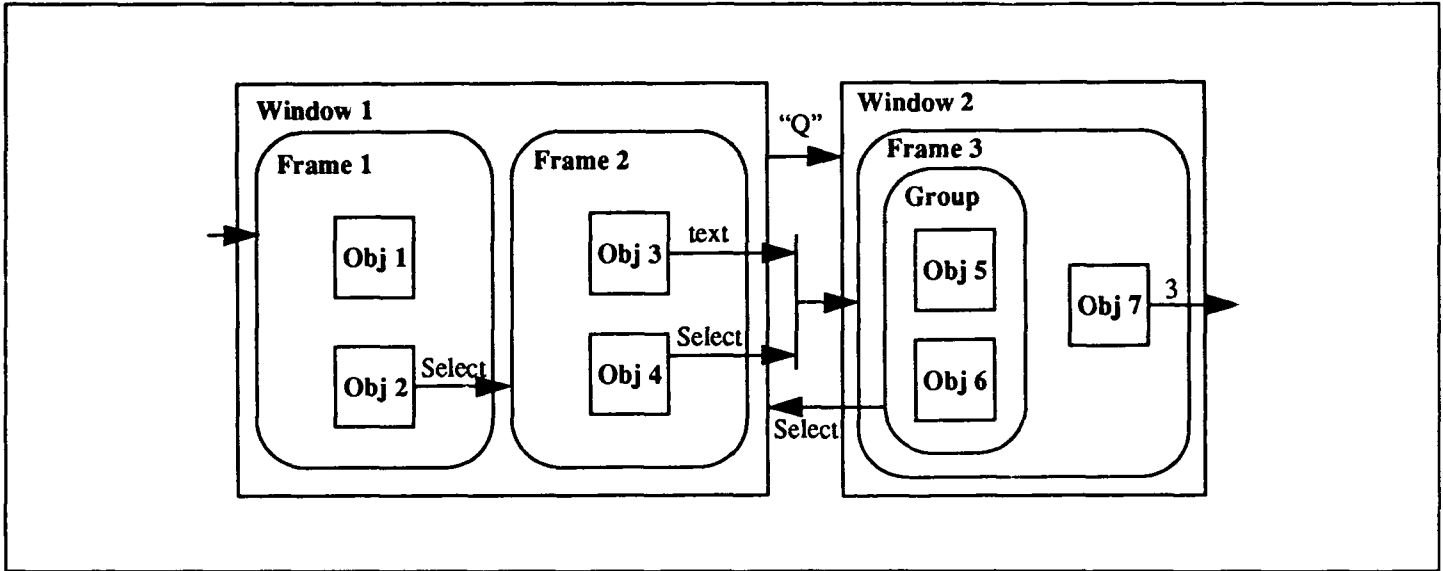 Window 1
Frame 1
Obj 1
Obj 2
Select
Frame 2
Obj 3
text
Obj 4
Select
“Q”
Select
Window 2
Frame 3
Group
Obj 5
Obj 6
Obj 7
3